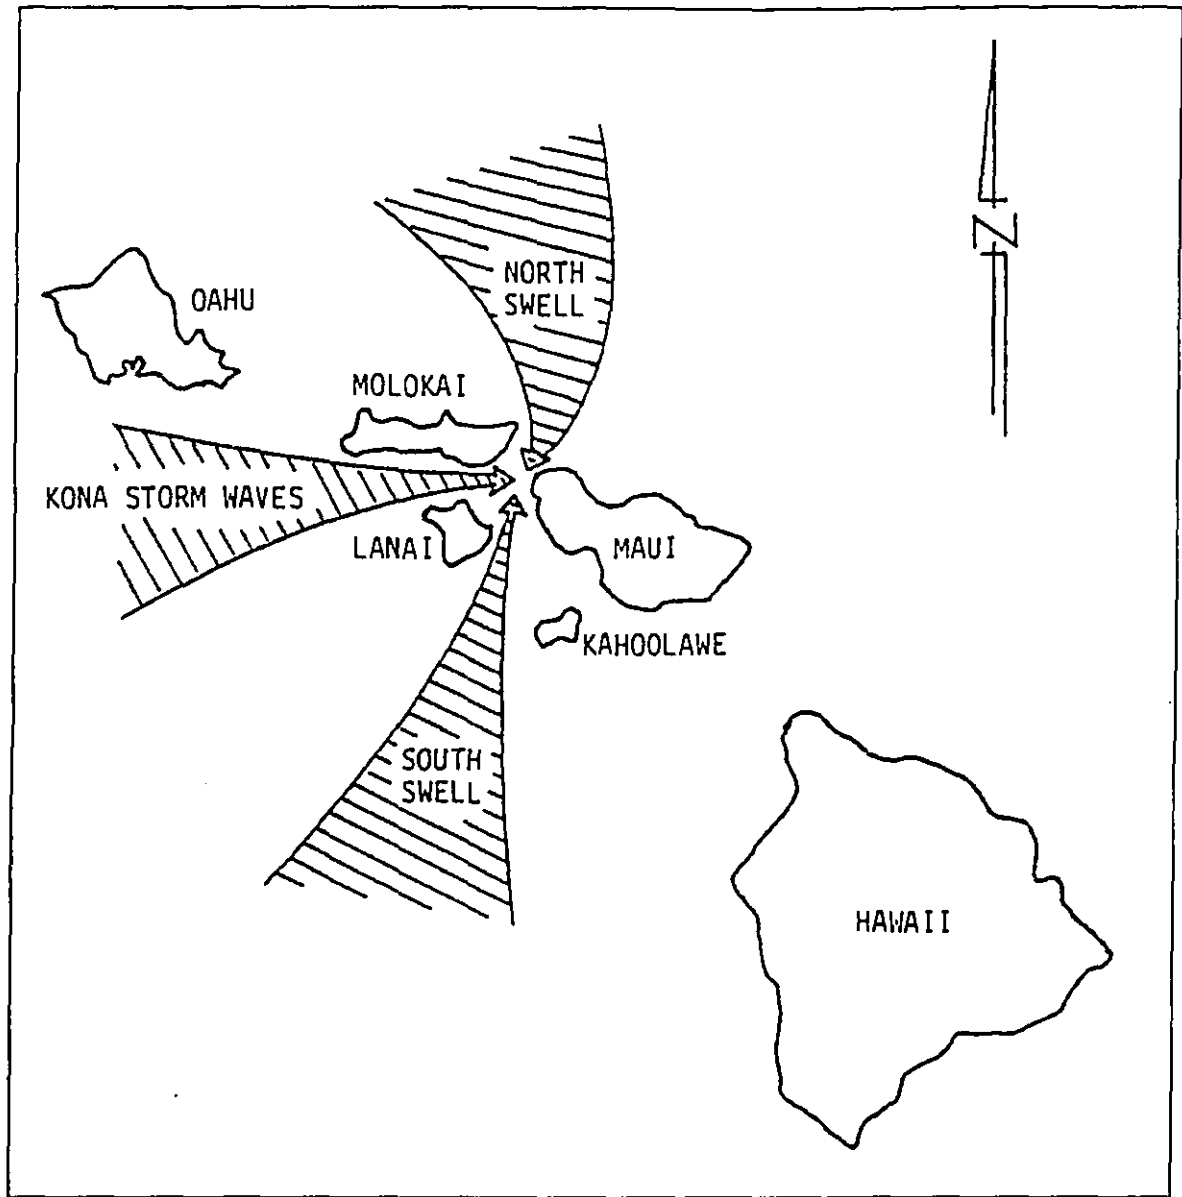 N
NORTH
SWELL
OAHU
MOLOKAI
KONA STORM WAVES
LANAI
MAUI
KAHOOLAWE
SOUTH
SWELL
HAWAII